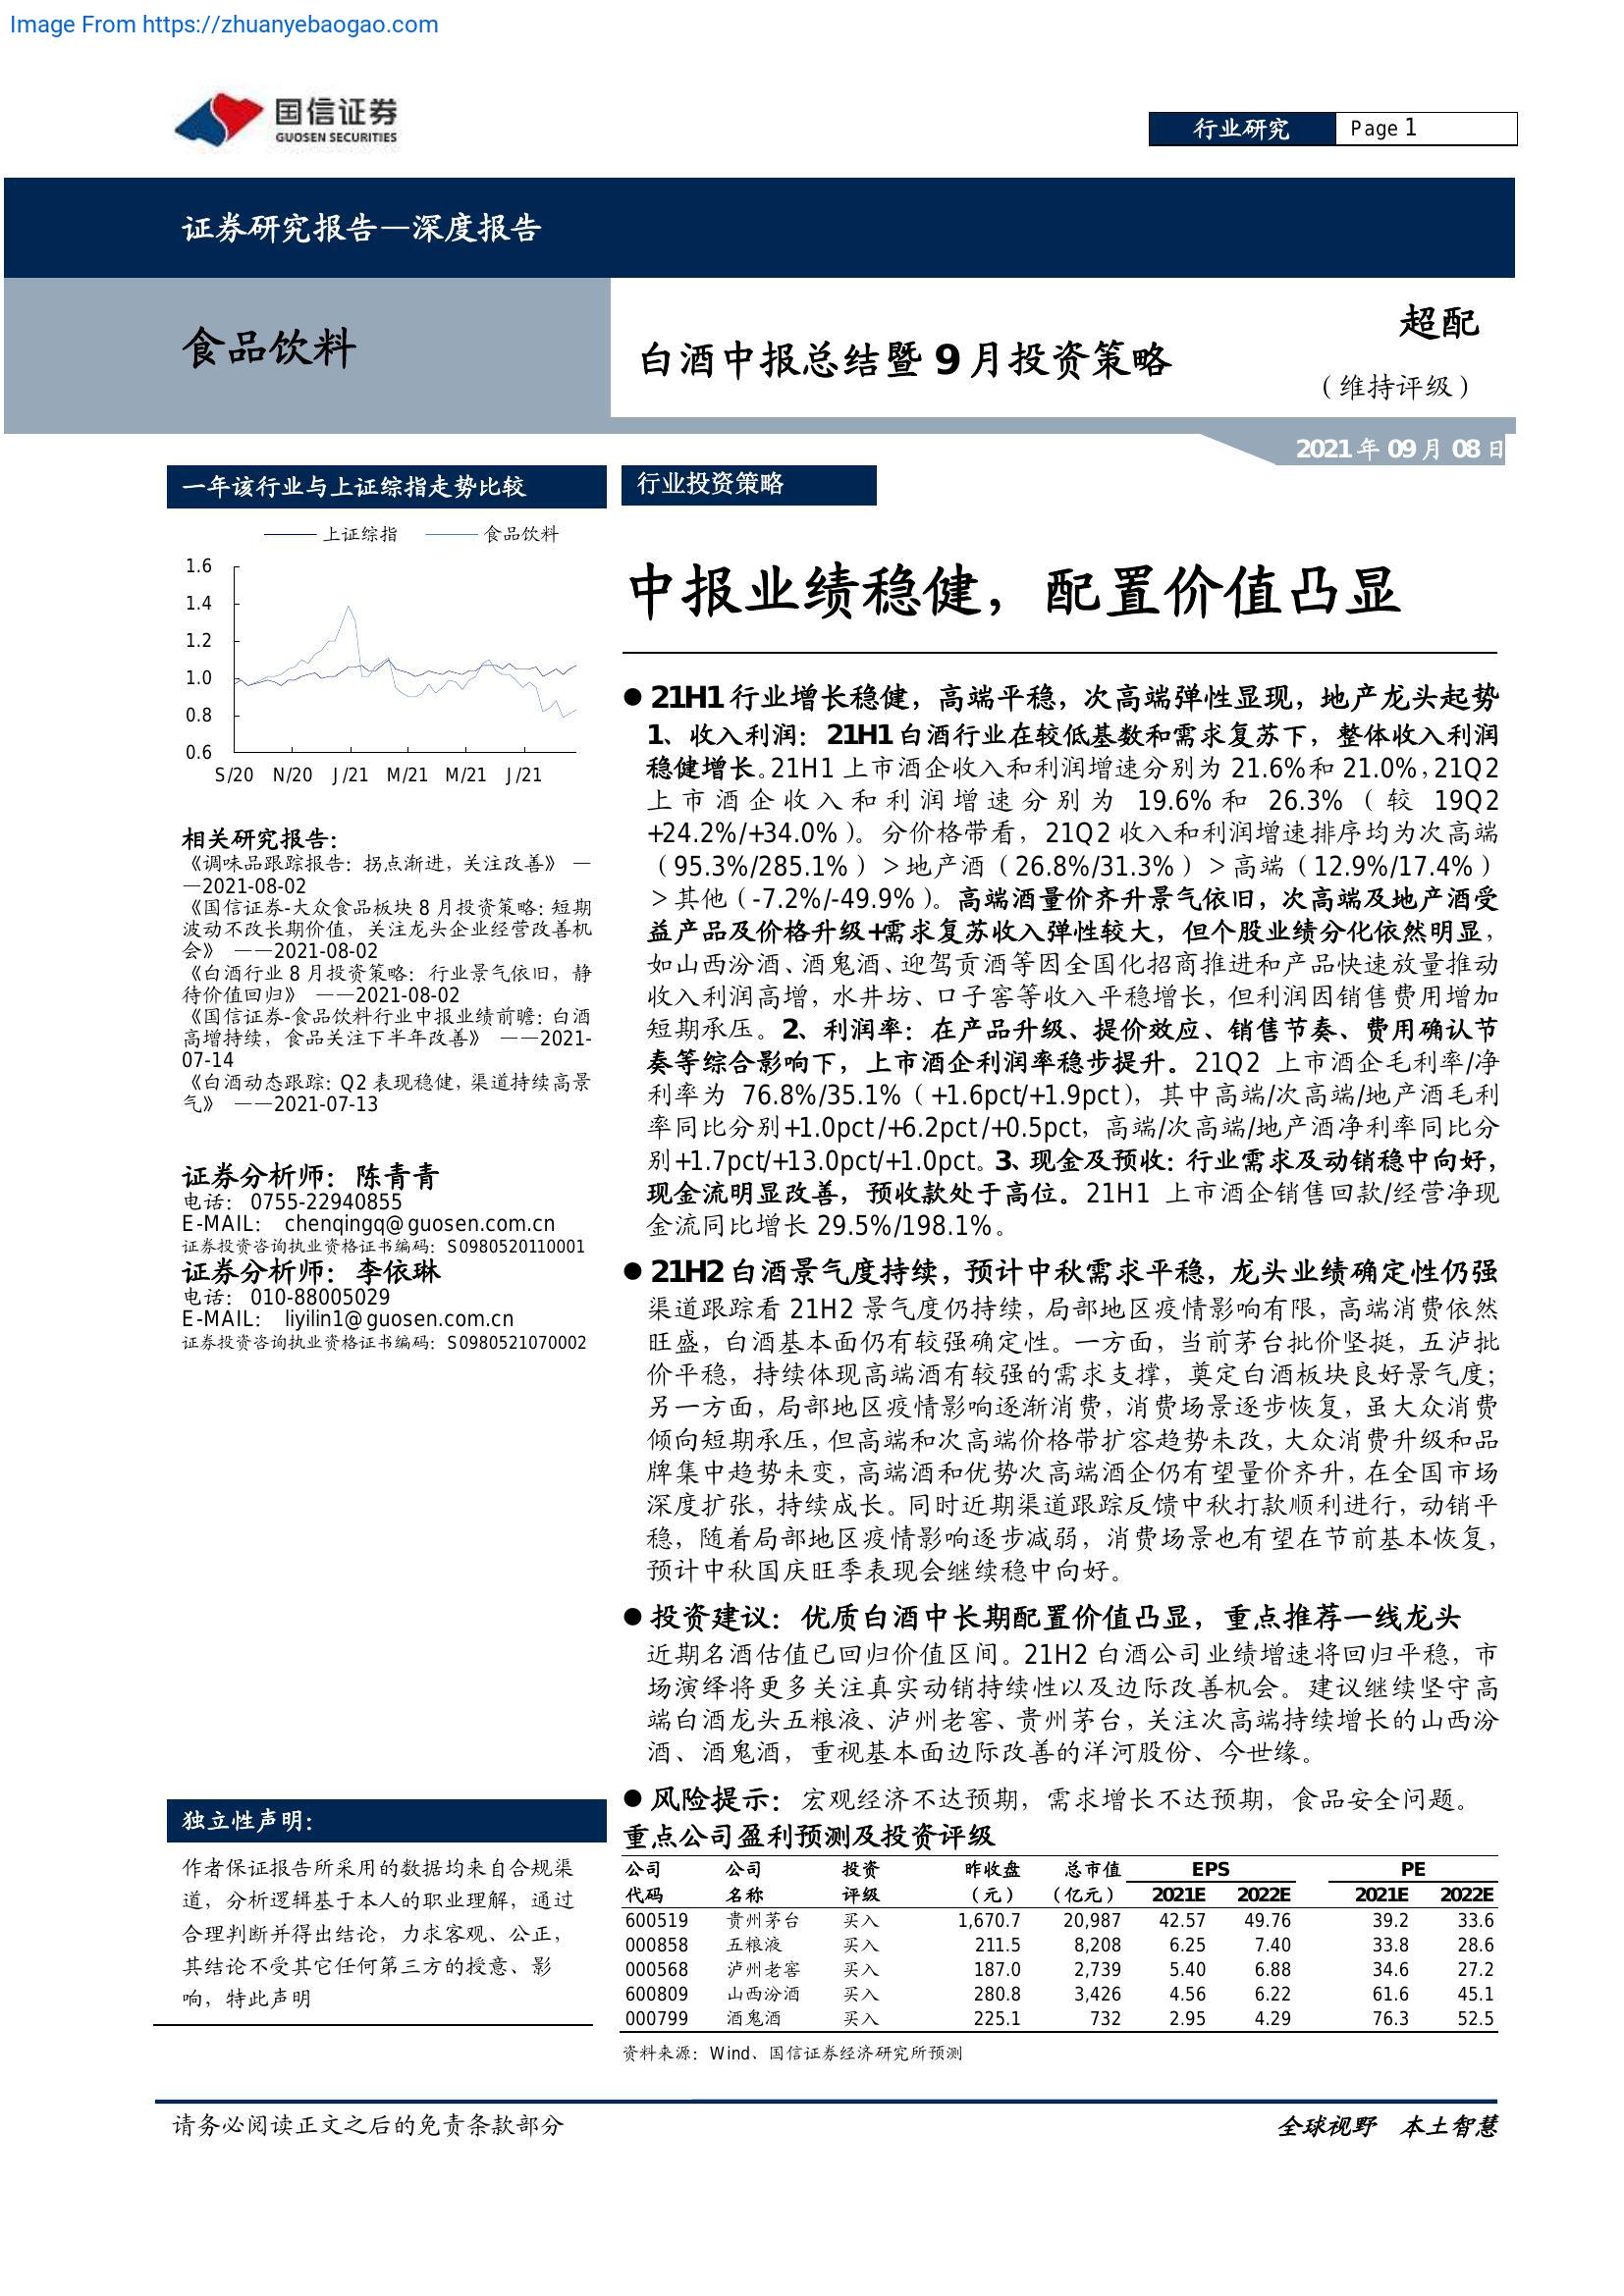 Image From https://zhuanyebaogao.com
国信证券
GUOSEN SECURITIES
行业研究
Page 1
证券研究报告—深度报告
食品饮料
白酒中报总结暨 9 月投资策略
超配
（维持评级）
2021 年 09 月 08 日
一年该行业与上证综指走势比较
上证综指 食品饮料
1.6
1.4
1.2
1.0
0.8
0.6
S/20 N/20 J/21 M/21 M/21 J/21
相关研究报告：
《调味品跟踪报告：拐点渐进，关注改善》 —
—2021-08-02
《国信证券-大众食品板块 8 月投资策略：短期
波动不改长期价值，关注龙头企业经营改善机
会》 ——2021-08-02
《白酒行业 8 月投资策略：行业景气依旧，静
待价值回归》 ——2021-08-02
《国信证券-食品饮料行业中报业绩前瞻：白酒
高增持续，食品关注下半年改善》 ——2021-
07-14
《白酒动态跟踪：Q2 表现稳健，渠道持续高景
气》 ——2021-07-13
证券分析师：陈青青
电话： 0755-22940855
E-MAIL： chenqingq@guosen.com.cn
证券投资咨询执业资格证书编码：S0980520110001
证券分析师：李依琳
电话： 010-88005029
E-MAIL： liyilin1@guosen.com.cn
证券投资咨询执业资格证书编码：S0980521070002
独立性声明：
作者保证报告所采用的数据均来自合规渠
道，分析逻辑基于本人的职业理解，通过
合理判断并得出结论，力求客观、公正，
其结论不受其它任何第三方的授意、影
响，特此声明
行业投资策略
中报业绩稳健，配置价值凸显
● 21H1 行业增长稳健，高端平稳，次高端弹性显现，地产龙头起势
1、收入利润：21H1 白酒行业在较低基数和需求复苏下，整体收入利润
稳健增长。21H1 上市酒企收入和利润增速分别为 21.6%和 21.0%，21Q2
上市酒企收入和利润增速分别为 19.6%和 26.3%（较 19Q2
+24.2%/+34.0%）。分价格带看，21Q2 收入和利润增速排序均为次高端
（95.3%/285.1%）＞地产酒（26.8%/31.3%）＞高端（12.9%/17.4%）
＞其他（-7.2%/-49.9%）。高端酒量价齐升景气依旧，次高端及地产酒受
益产品及价格升级+需求复苏收入弹性较大，但个股业绩分化依然明显，
如山西汾酒、酒鬼酒、迎驾贡酒等因全国化招商推进和产品快速放量推动
收入利润高增，水井坊、口子窖等收入平稳增长，但利润因销售费用增加
短期承压。2、利润率：在产品升级、提价效应、销售节奏、费用确认节
奏等综合影响下，上市酒企利润率稳步提升。21Q2 上市酒企毛利率/净
利率为 76.8%/35.1%（+1.6pct/+1.9pct），其中高端/次高端/地产酒毛利
率同比分别+1.0pct/+6.2pct/+0.5pct，高端/次高端/地产酒净利率同比分
别+1.7pct/+13.0pct/+1.0pct。3、现金及预收：行业需求及动销稳中向好，
现金流明显改善，预收款处于高位。21H1 上市酒企销售回款/经营净现
金流同比增长 29.5%/198.1%。
● 21H2 白酒景气度持续，预计中秋需求平稳，龙头业绩确定性仍强
渠道跟踪看 21H2 景气度仍持续，局部地区疫情影响有限，高端消费依然
旺盛，白酒基本面仍有较强确定性。一方面，当前茅台批价坚挺，五泸批
价平稳，持续体现高端酒有较强的需求支撑，奠定白酒板块良好景气度；
另一方面，局部地区疫情影响逐渐消费，消费场景逐步恢复，虽大众消费
倾向短期承压，但高端和次高端价格带扩容趋势未改，大众消费升级和品
牌集中趋势未变，高端酒和优势次高端酒企仍有望量价齐升，在全国市场
深度扩张，持续成长。同时近期渠道跟踪反馈中秋打款顺利进行，动销平
稳，随着局部地区疫情影响逐步减弱，消费场景也有望在节前基本恢复，
预计中秋国庆旺季表现会继续稳中向好。
● 投资建议：优质白酒中长期配置价值凸显，重点推荐一线龙头
近期名酒估值已回归价值区间。21H2 白酒公司业绩增速将回归平稳，市
场演绎将更多关注真实动销持续性以及边际改善机会。建议继续坚守高
端白酒龙头五粮液、泸州老窖、贵州茅台，关注次高端持续增长的山西汾
酒、酒鬼酒，重视基本面边际改善的洋河股份、今世缘。
● 风险提示：宏观经济不达预期，需求增长不达预期，食品安全问题。
重点公司盈利预测及投资评级
公司 公司 投资 昨收盘 总市值 EPS PE
代码 名称 评级 （元） （亿元） 2021E 2022E 2021E 2022E
600519 贵州茅台 买入 1,670.7 20,987 42.57 49.76 39.2 33.6
000858 五粮液 买入 211.5 8,208 6.25 7.40 33.8 28.6
000568 泸州老窖 买入 187.0 2,739 5.40 6.88 34.6 27.2
600809 山西汾酒 买入 280.8 3,426 4.56 6.22 61.6 45.1
000799 酒鬼酒 买入 225.1 732 2.95 4.29 76.3 52.5
资料来源：Wind、国信证券经济研究所预测
请务必阅读正文之后的免责条款部分
全球视野 本土智慧